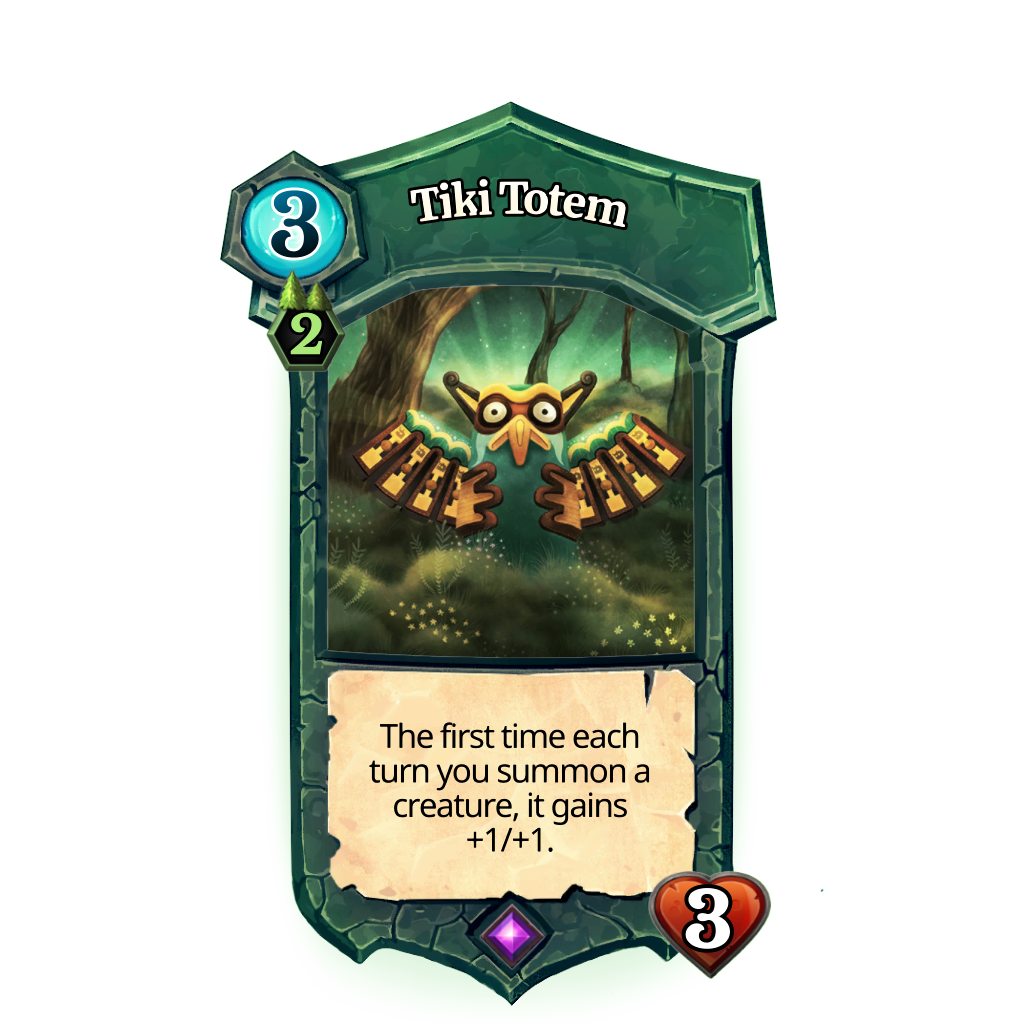 Tiki Totem
3
2
The first time each
turn you summon a
creature, it gains
+1/+1.
3